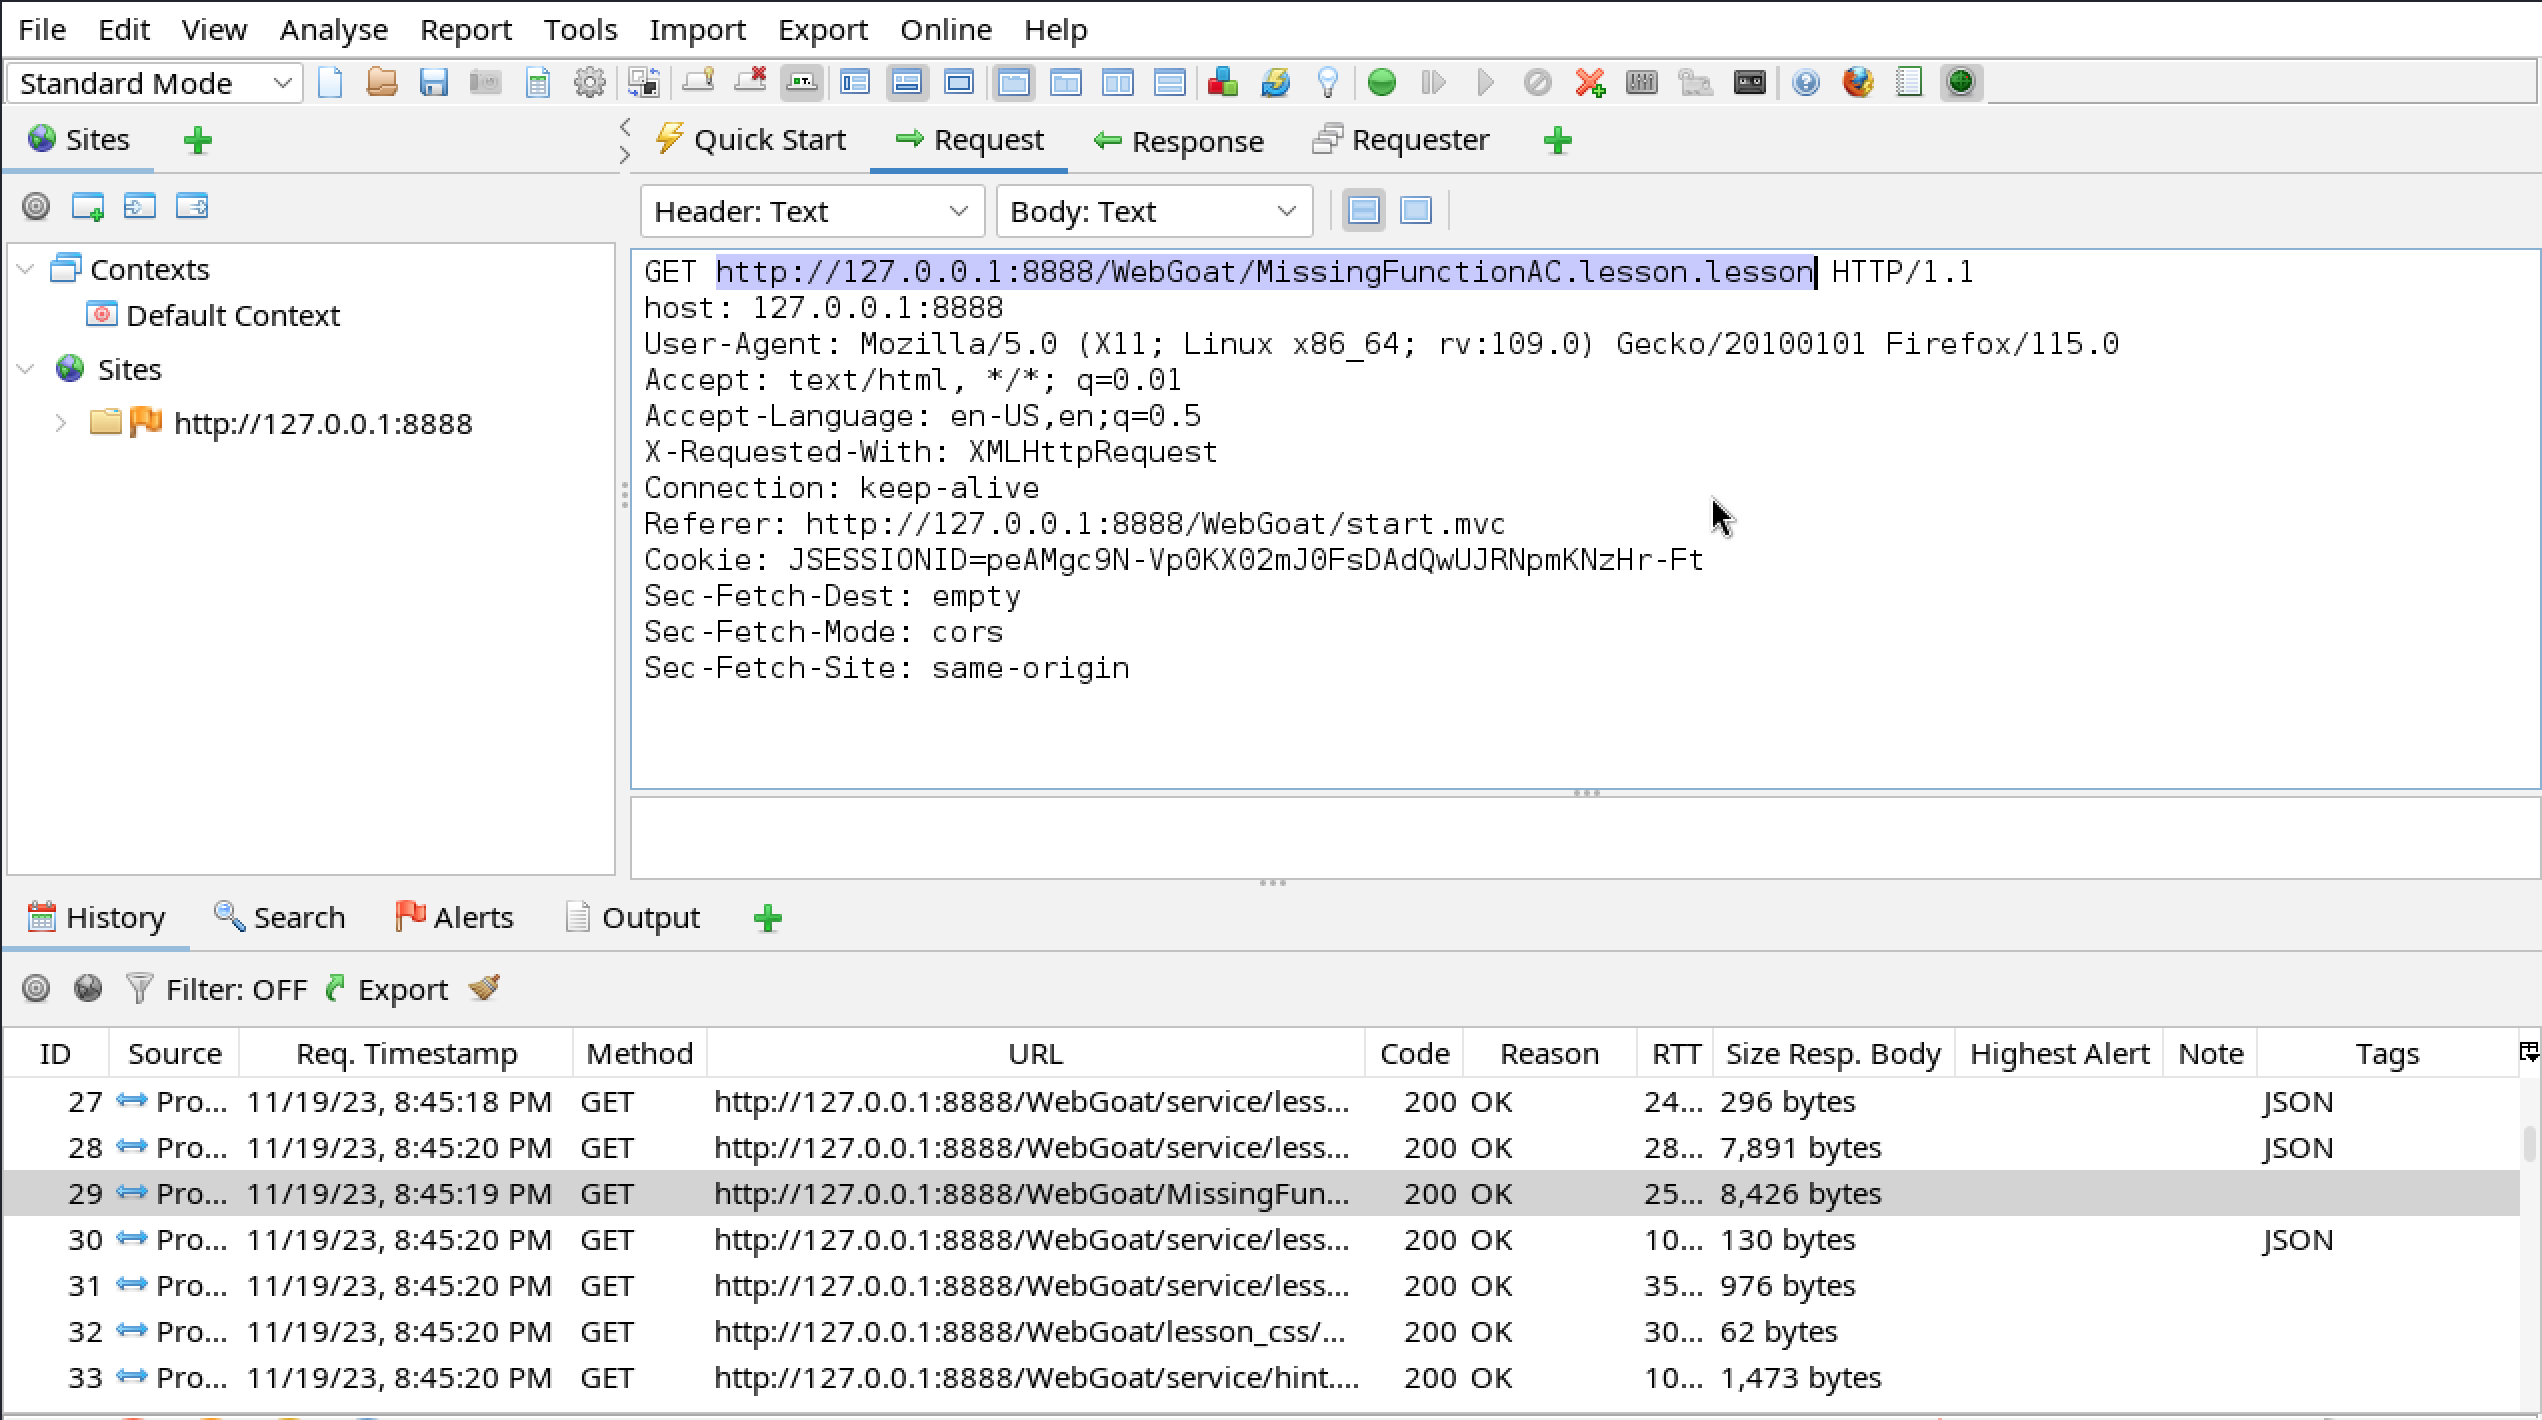 File Edit View Analyse Report Tools Import Export Online Help
Standard Mode
Sites
Quick Start Request Response Requester
Header: Text Body: Text
Contexts
Default Context
Sites
http://127.0.0.1:8888
GET http://127.0.0.1:8888/WebGoat/MissingFunctionAC.lesson.lesson HTTP/1.1
host: 127.0.0.1:8888
User-Agent: Mozilla/5.0 (X11; Linux x86_64; rv:109.0) Gecko/20100101 Firefox/115.0
Accept: text/html, */*; q=0.01
Accept-Language: en-US,en;q=0.5
X-Requested-With: XMLHttpRequest
Connection: keep-alive
Referer: http://127.0.0.1:8888/WebGoat/start.mvc
Cookie: JSESSIONID=peAMgc9N-Vp0KX02mJ0FsDAdQwUJRNpmKNzHr-Ft
Sec-Fetch-Dest: empty
Sec-Fetch-Mode: cors
Sec-Fetch-Site: same-origin
History Search Alerts Output
Filter: OFF Export
ID Source Req. Timestamp Method URL Code Reason RTT Size Resp. Body Highest Alert Note Tags
27 Pro... 11/19/23, 8:45:18 PM GET http://127.0.0.1:8888/WebGoat/service/less... 200 OK 24... 296 bytes JSON
28 Pro... 11/19/23, 8:45:20 PM GET http://127.0.0.1:8888/WebGoat/service/less... 200 OK 28... 7,891 bytes JSON
29 Pro... 11/19/23, 8:45:19 PM GET http://127.0.0.1:8888/WebGoat/MissingFun... 200 OK 25... 8,426 bytes
30 Pro... 11/19/23, 8:45:20 PM GET http://127.0.0.1:8888/WebGoat/service/less... 200 OK 10... 130 bytes JSON
31 Pro... 11/19/23, 8:45:20 PM GET http://127.0.0.1:8888/WebGoat/service/less... 200 OK 35... 976 bytes
32 Pro... 11/19/23, 8:45:20 PM GET http://127.0.0.1:8888/WebGoat/lesson_css/... 200 OK 30... 62 bytes
33 Pro... 11/19/23, 8:45:20 PM GET http://127.0.0.1:8888/WebGoat/service/hint.... 200 OK 10... 1,473 bytes